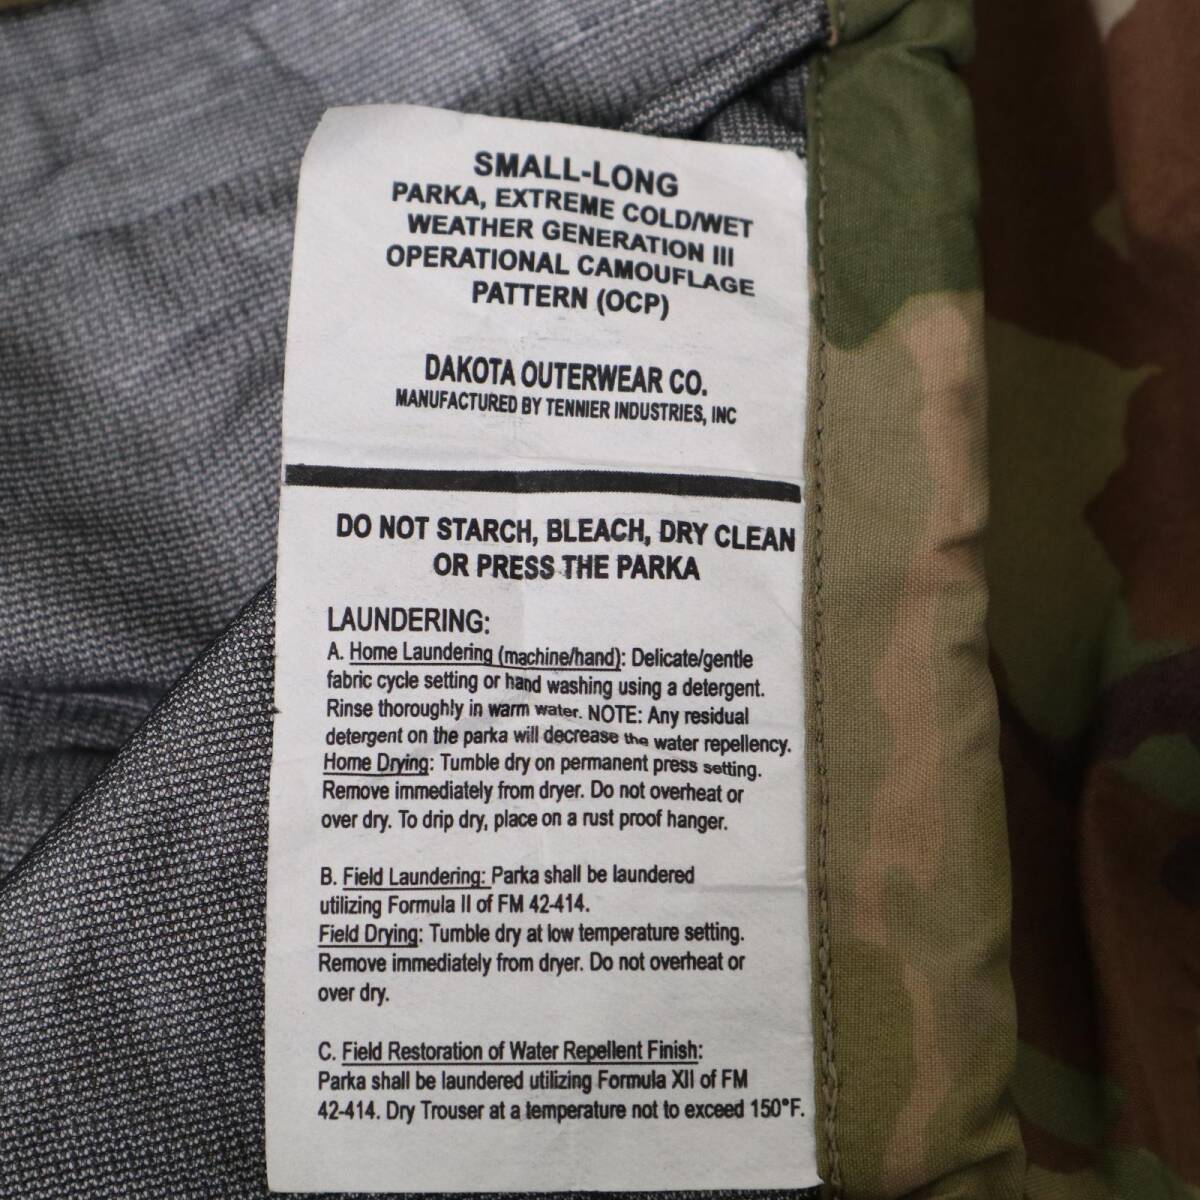 SMALL-LONG
PARKA, EXTREME COLD/WET
WEATHER GENERATION III
OPERATIONAL CAMOUFLAGE
PATTERN (OCP)
DAKOTA OUTERWEAR CO.
MANUFACTURED BY TENNIER INDUSTRIES, INC
DO NOT STARCH, BLEACH, DRY CLEAN
OR PRESS THE PARKA
LAUNDERING:
A. Home Laundering (machine/hand): Delicate/gentle
fabric cycle setting or hand washing using a detergent.
Rinse thoroughly in warm water. NOTE: Any residual
detergent on the parka will decrease the water repellency.
Home Drying: Tumble dry on permanent press setting.
Remove immediately from dryer. Do not overheat or
over dry. To drip dry, place on a rust proof hanger.
B. Field Laundering: Parka shall be laundered
utilizing Formula II of FM 42-414.
Field Drying: Tumble dry at low temperature setting.
Remove immediately from dryer. Do not overheat or
over dry.
C. Field Restoration of Water Repellent Finish:
Parka shall be laundered utilizing Formula XII of FM
42-414. Dry Trouser at a temperature not to exceed 150°F.